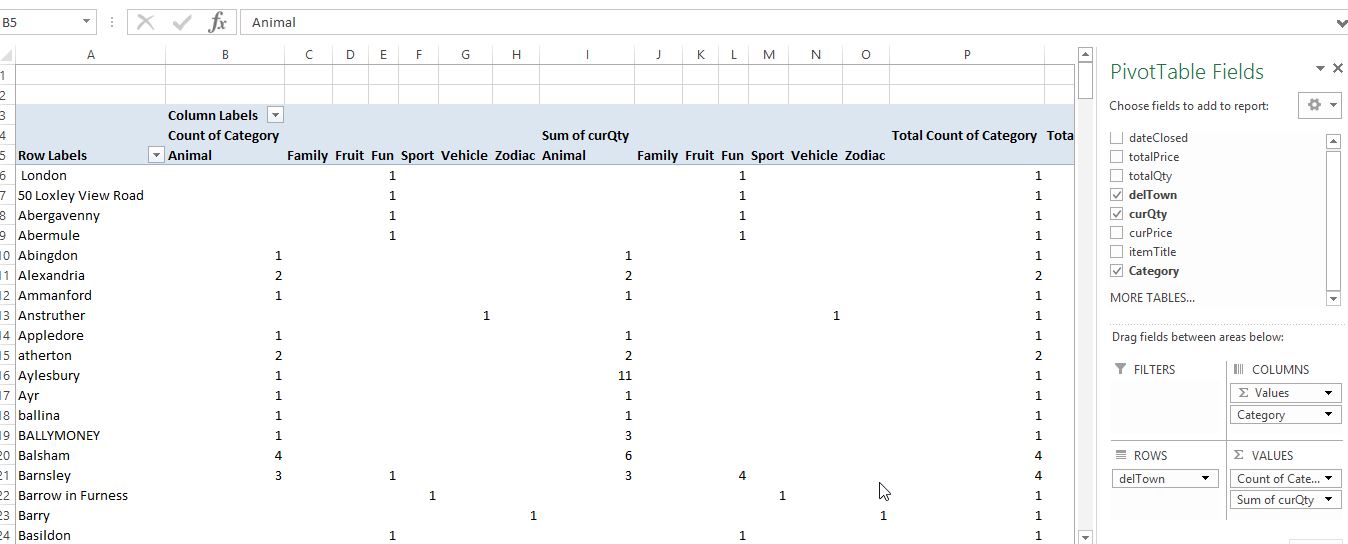 B5 fx Animal
A B C D E F G H I J K L M N O P
1
2
3 Column Labels
4 Count of Category Sum of curQty Total Count of Category Tota
5 Row Labels Animal Family Fruit Fun Sport Vehicle Zodiac Animal Family Fruit Fun Sport Vehicle Zodiac
6 London 1 1 1
7 50 Loxley View Road 1 1 1
8 Abergavenny 1 1 1
9 Abermule 1 1 1
10 Abingdon 1 1 1
11 Alexandria 2 2 2
12 Ammanford 1 1 1
13 Anstruther 1 1 1
14 Appledore 1 1 1
15 atherton 2 2 2
16 Aylesbury 1 11 1
17 Ayr 1 1 1
18 ballina 1 1 1
19 BALLYMONEY 1 3 1
20 Balsham 4 6 4
21 Barnsley 3 1 3 4 4
22 Barrow in Furness 1 1 1
23 Barry 1 1 1
24 Basildon 1 1 1
PivotTable Fields
Choose fields to add to report:
dateClosed
totalPrice
totalQty
delTown
curQty
curPrice
itemTitle
Category
MORE TABLES...
Drag fields between areas below:
FILTERS
COLUMNS
Σ Values
Category
ROWS
delTown
Σ VALUES
Count of Cate...
Sum of curQty